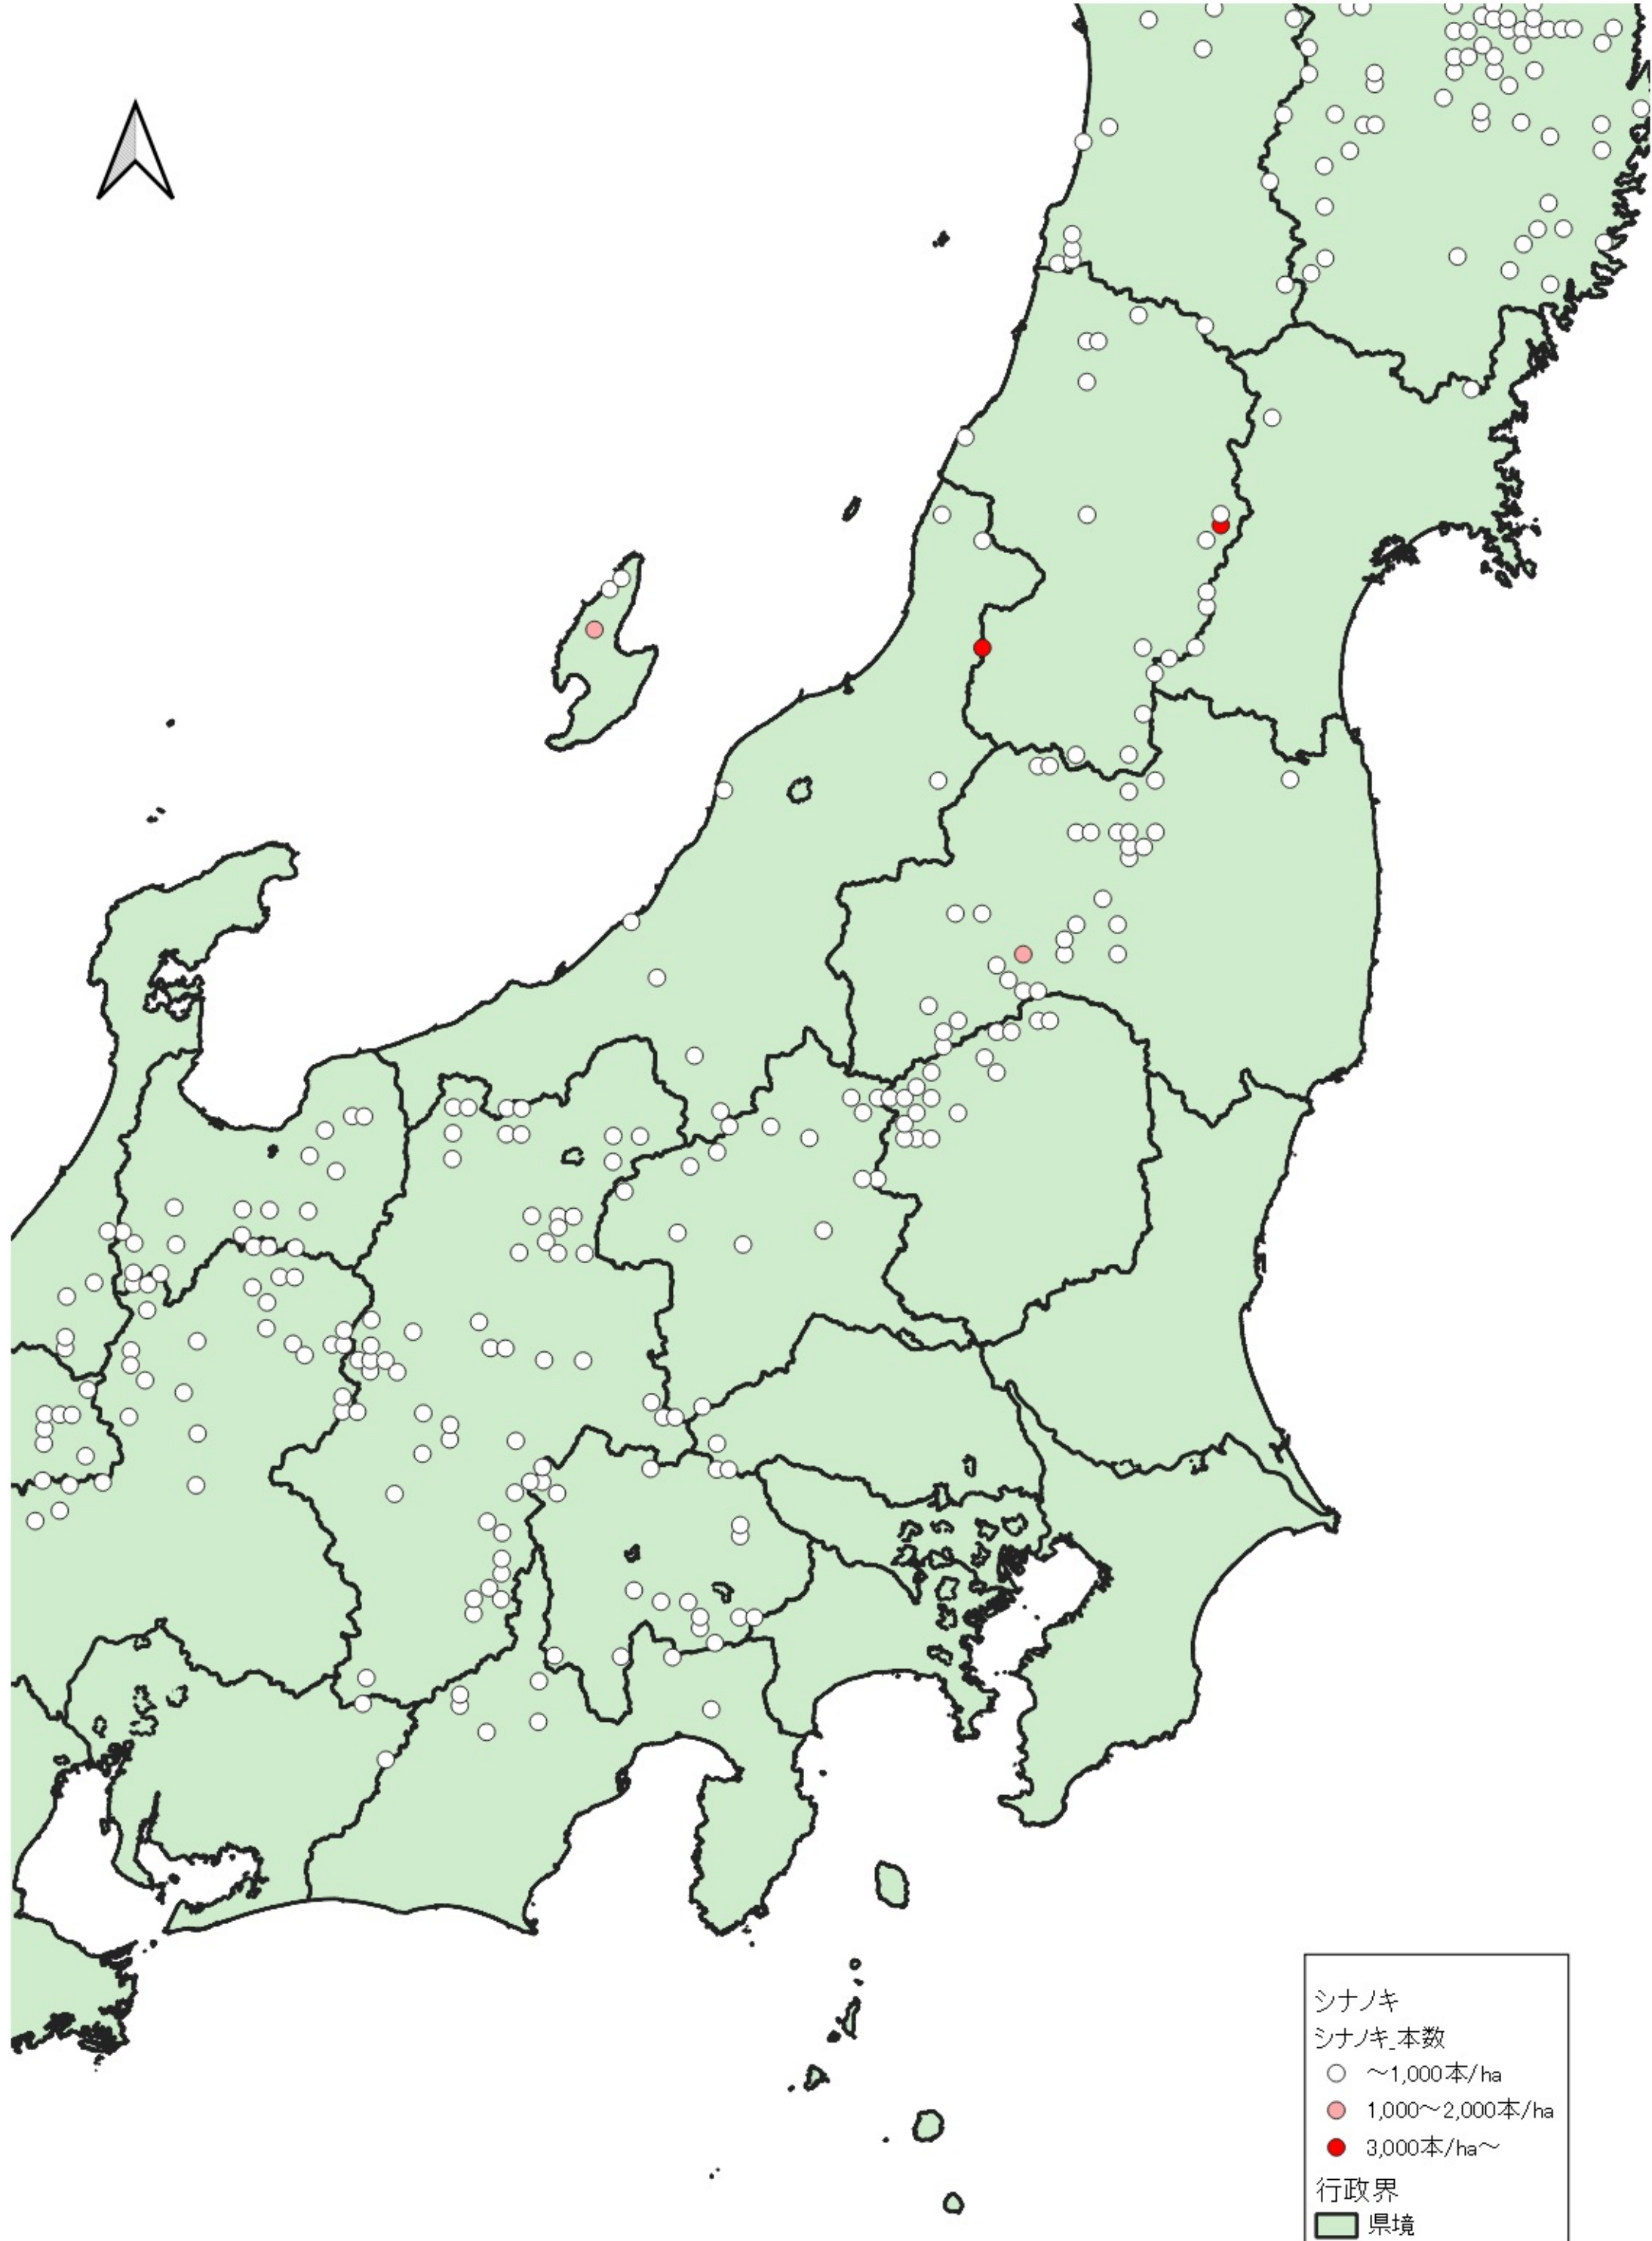 シナノキ
シナノキ_本数
～1,000本/ha
1,000～2,000本/ha
3,000本/ha～
行政界
県境